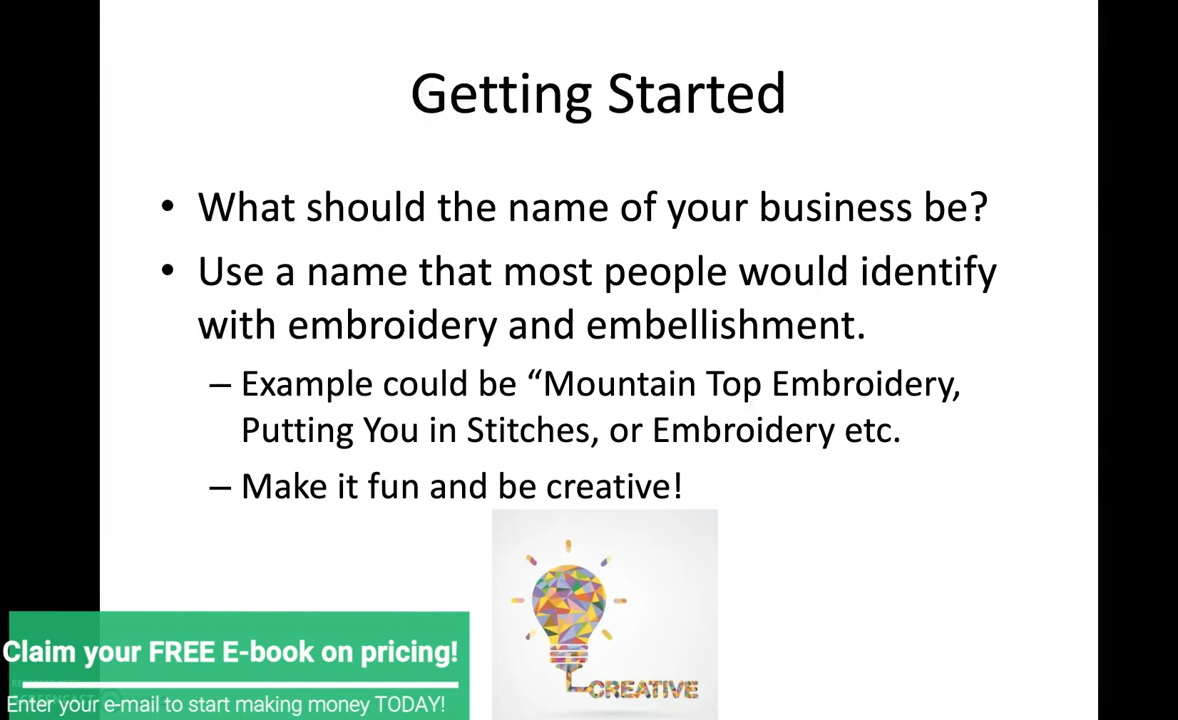 Getting Started
• What should the name of your business be?
• Use a name that most people would identify
with embroidery and embellishment.
– Example could be “Mountain Top Embroidery,
Putting You in Stitches, or Embroidery etc.
– Make it fun and be creative!
CREATIVE
Claim your FREE E-book on pricing!
Enter your e-mail to start making money TODAY!